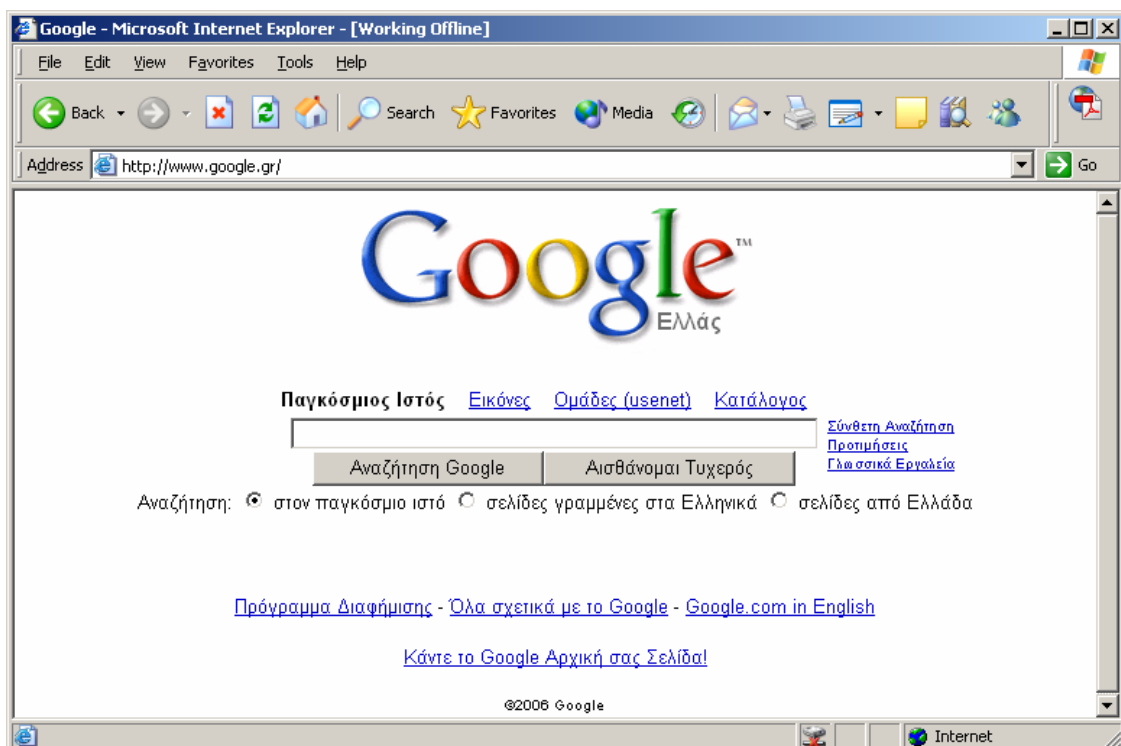 Google - Microsoft Internet Explorer - [Working Offline]
File Edit View Favorites Tools Help
Back Search Favorites Media
Address http://www.google.gr/ Go
Google™
Ελλάς
Παγκόσμιος Ιστός Εικόνες Ομάδες (usenet) Κατάλογος
Σύνθετη Αναζήτηση
Προτιμήσεις
Γλωσσικά Εργαλεία
Αναζήτηση Google Αισθάνομαι Τυχερός
Αναζήτηση: στον παγκόσμιο ιστό σελίδες γραμμένες στα Ελληνικά σελίδες από Ελλάδα
Πρόγραμμα Διαφήμισης - Όλα σχετικά με το Google - Google.com in English
Κάντε το Google Αρχική σας Σελίδα!
©2006 Google
Internet